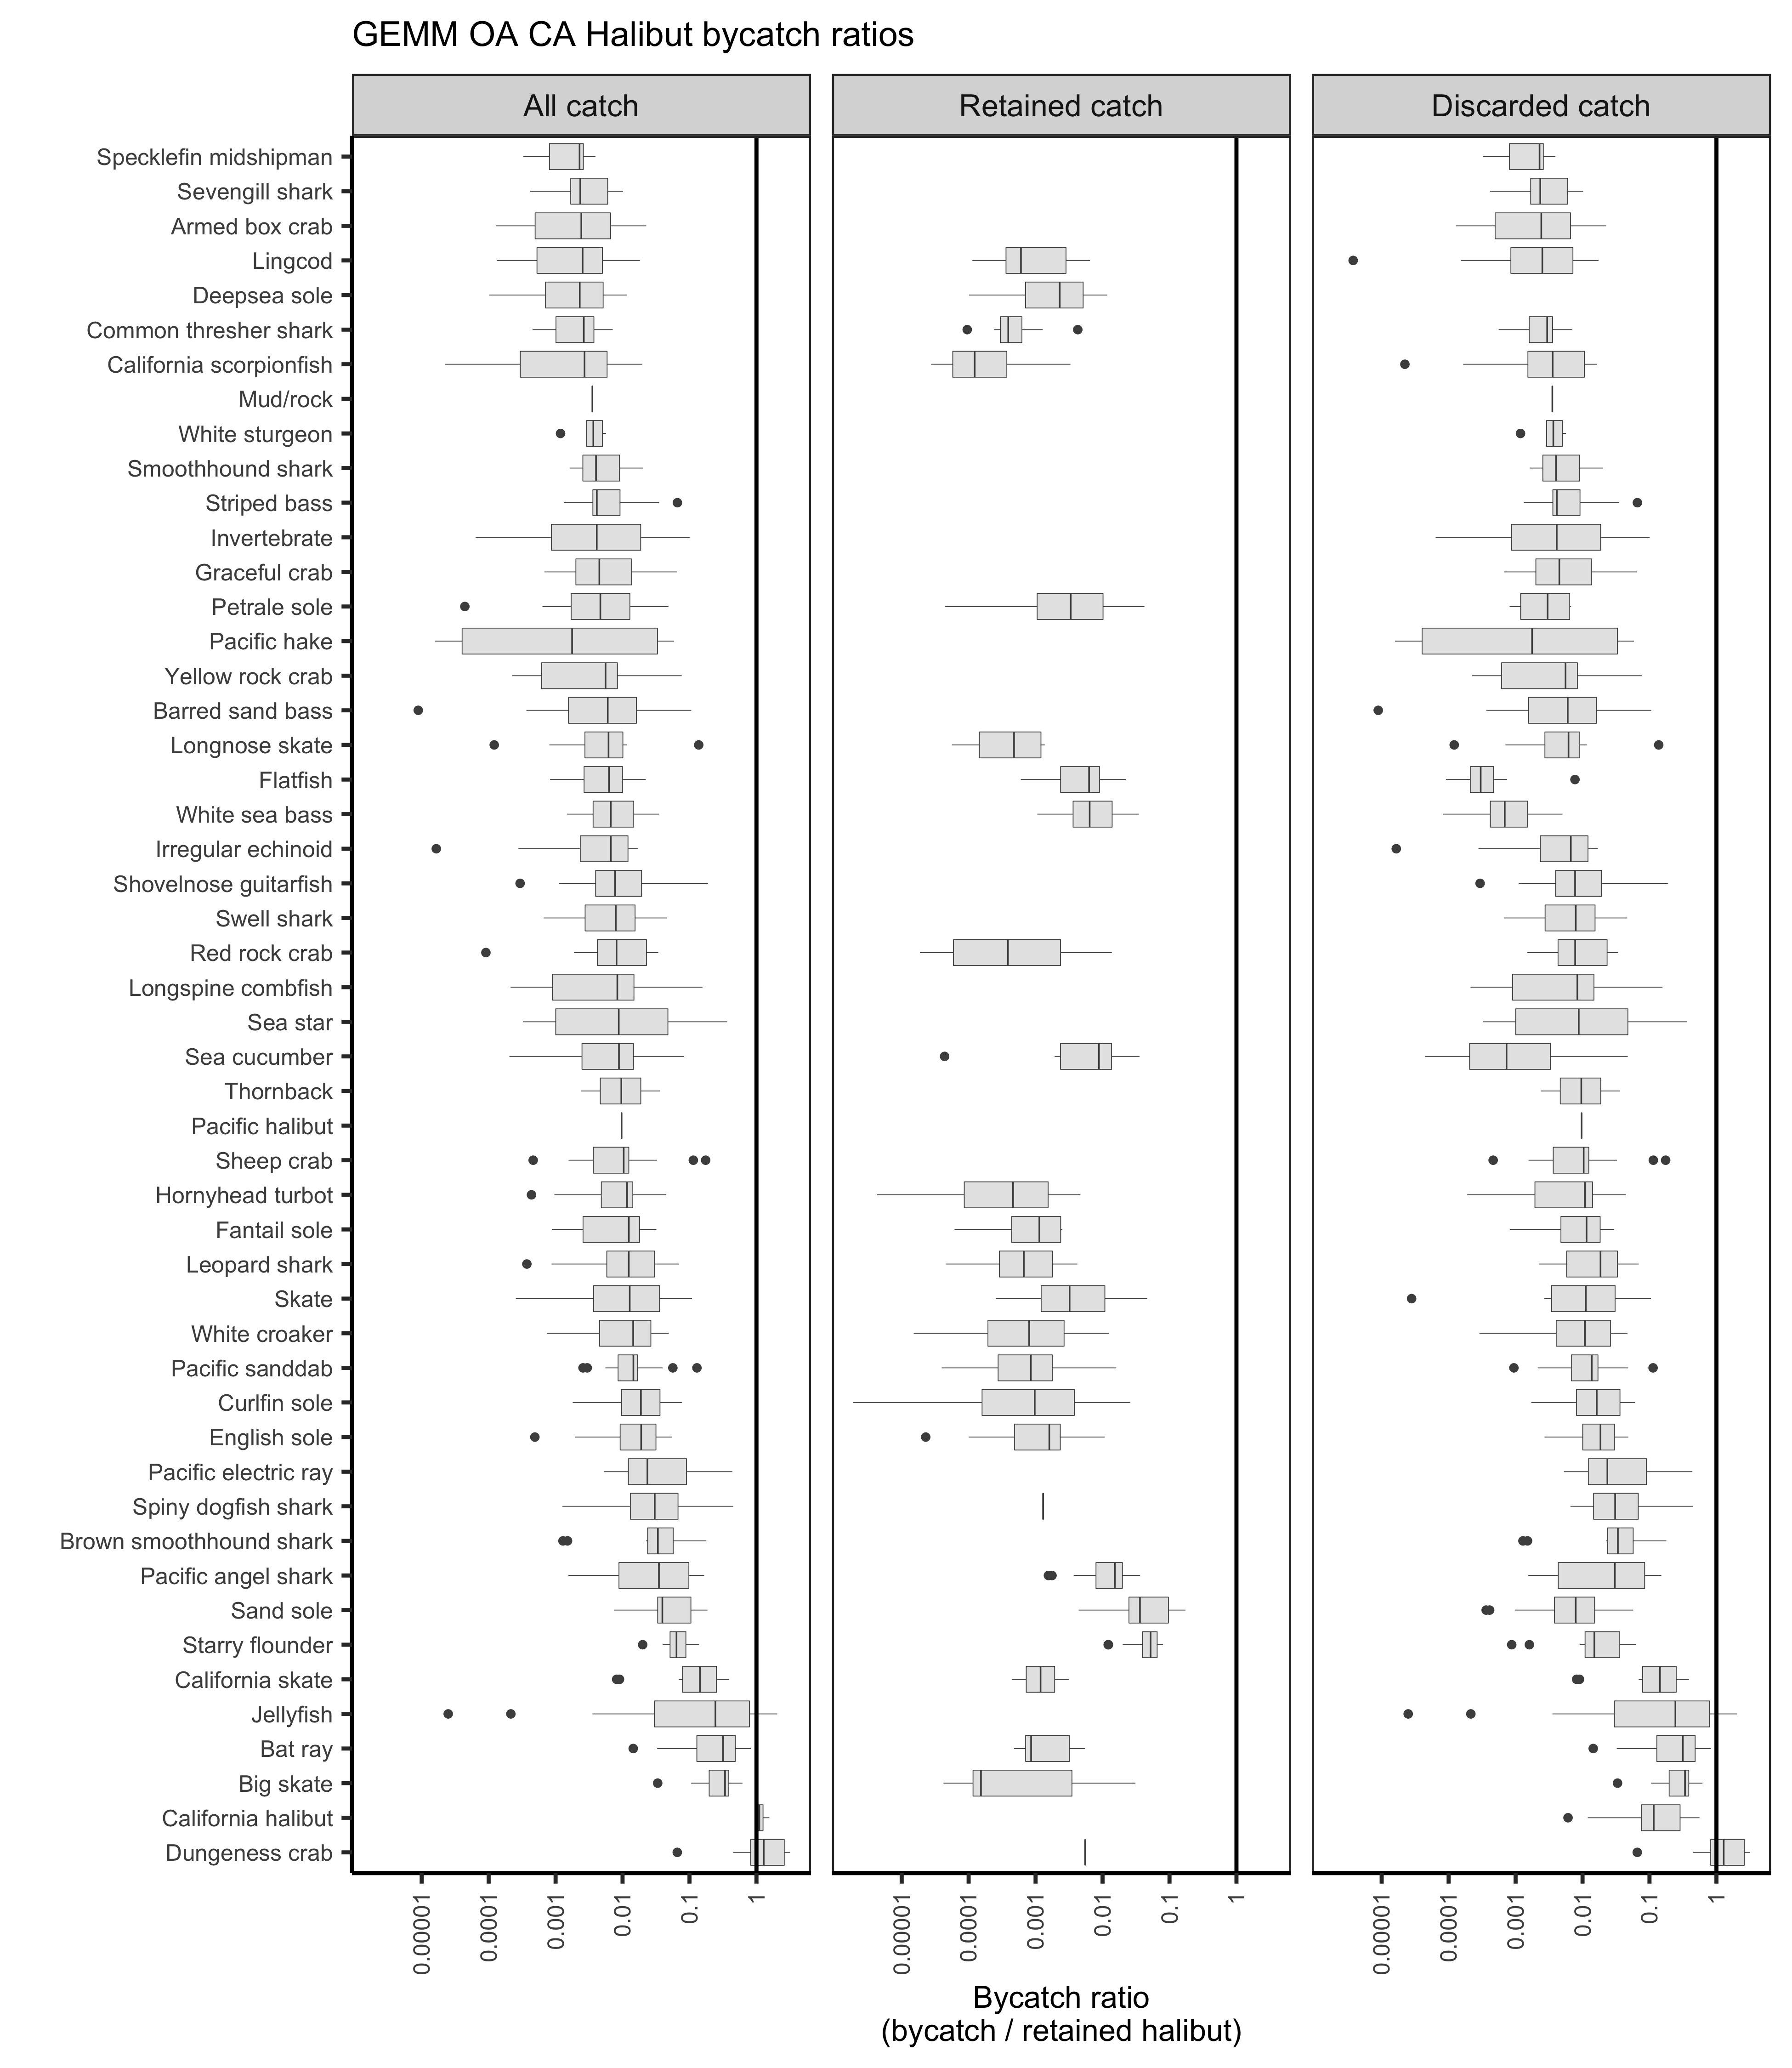 GEMM OA CA Halibut bycatch ratios
All catch
Retained catch
Discarded catch
Specklefin midshipman
Sevengill shark
Armed box crab
Lingcod
Deepsea sole
Common thresher shark
California scorpionfish
Mud/rock
White sturgeon
Smoothhound shark
Striped bass
Invertebrate
Graceful crab
Petrale sole
Pacific hake
Yellow rock crab
Barred sand bass
Longnose skate
Flatfish
White sea bass
Irregular echinoid
Shovelnose guitarfish
Swell shark
Red rock crab
Longspine combfish
Sea star
Sea cucumber
Thornback
Pacific halibut
Sheep crab
Hornyhead turbot
Fantail sole
Leopard shark
Skate
White croaker
Pacific sanddab
Curlfin sole
English sole
Pacific electric ray
Spiny dogfish shark
Brown smoothhound shark
Pacific angel shark
Sand sole
Starry flounder
California skate
Jellyfish
Bat ray
Big skate
California halibut
Dungeness crab
0.00001
0.0001
0.001
0.01
0.1
1
0.00001
0.0001
0.001
0.01
0.1
1
0.00001
0.0001
0.001
0.01
0.1
1
Bycatch ratio
(bycatch / retained halibut)